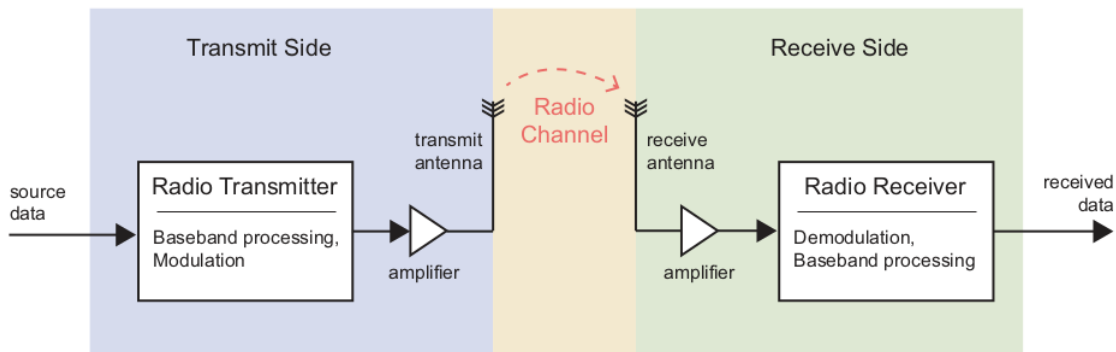 Transmit Side
Receive Side
Radio
Channel
transmit
antenna
receive
antenna
source
data
Radio Transmitter
Baseband processing,
Modulation
amplifier
amplifier
Radio Receiver
Demodulation,
Baseband processing
received
data